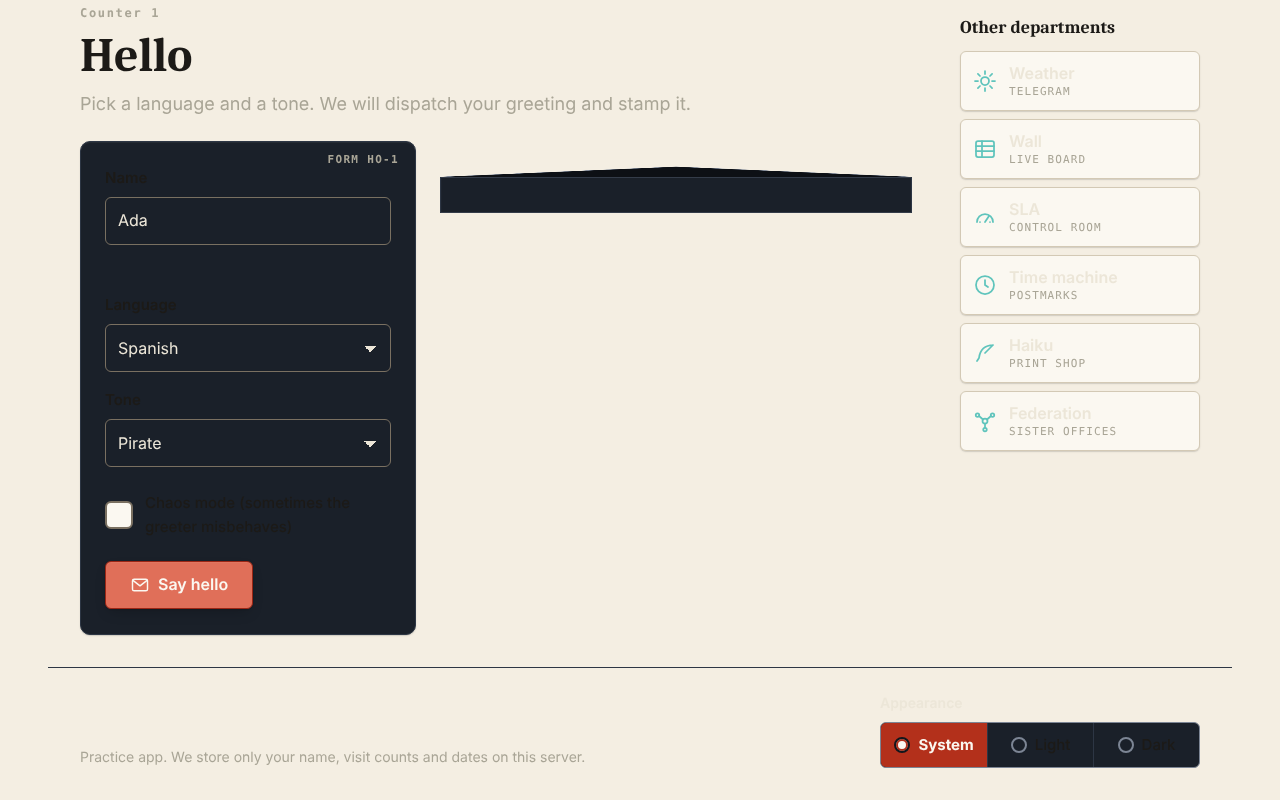 Counter 1
Hello
Pick a language and a tone. We will dispatch your greeting and stamp it.
FORM HO-1
Name
Ada
Language
Spanish
Tone
Pirate
Chaos mode (sometimes the
greeter misbehaves)
Say hello
Other departments
Weather
TELEGRAM
Wall
LIVE BOARD
SLA
CONTROL ROOM
Time machine
POSTMARKS
Haiku
PRINT SHOP
Federation
SISTER OFFICES
Practice app. We store only your name, visit counts and dates on this server.
Appearance
System
Light
Dark